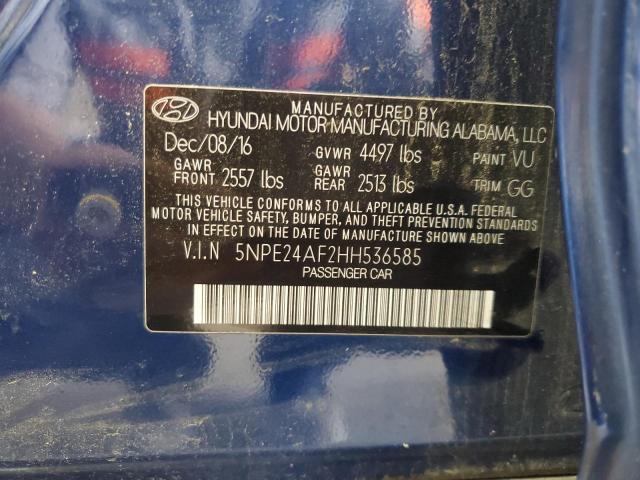 MANUFACTURED BY
HYUNDAI MOTOR MANUFACTURING ALABAMA, LLC
Dec/08/16 GVWR 4497 lbs PAINT VU
GAWR FRONT 2557 lbs GAWR REAR 2513 lbs TRIM GG
THIS VEHICLE CONFORMS TO ALL APPLICABLE U.S.A. FEDERAL
MOTOR VEHICLE SAFETY, BUMPER, AND THEFT PREVENTION STANDARDS
IN EFFECT ON THE DATE OF MANUFACTURE SHOWN ABOVE.
V.I.N 5NPE24AF2HH536585
PASSENGER CAR